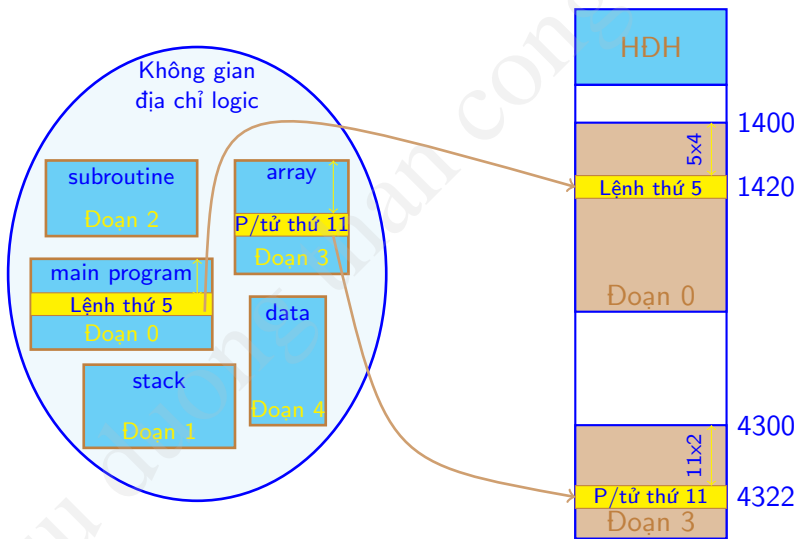 Không gian
địa chỉ logic
subroutine
Đoạn 2
array
P/tử thứ 11
Đoạn 3
main program
Lệnh thứ 5
Đoạn 0
data
Đoạn 4
stack
Đoạn 1
HĐH
1400
5x4
Lệnh thứ 5
1420
Đoạn 0
4300
11x2
P/tử thứ 11
4322
Đoạn 3